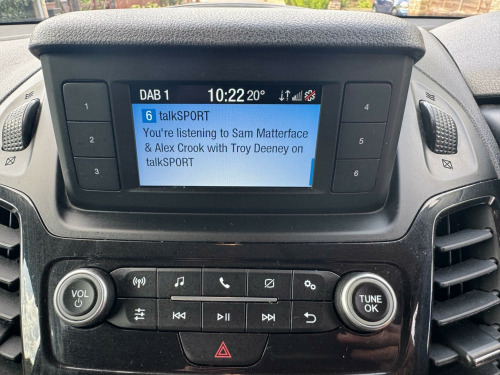 DAB 1 10:22 20°
6 talkSPORT
You're listening to Sam Matterface
& Alex Crook with Troy Deeney on
talkSPORT
1
2
3
4
5
6
VOL
TUNE
OK